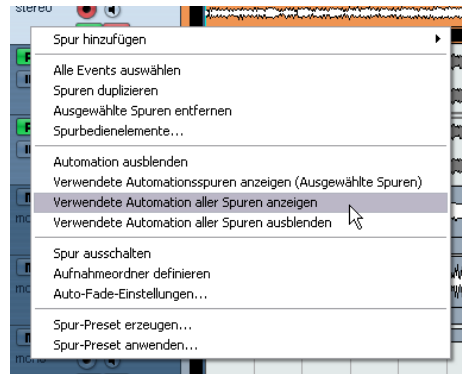 stereo
Spur hinzufügen
Alle Events auswählen
Spuren duplizieren
Ausgewählte Spuren entfernen
Spurbedienelemente...
Automation ausblenden
Verwendete Automationsspuren anzeigen (Ausgewählte Spuren)
Verwendete Automation aller Spuren anzeigen
Verwendete Automation aller Spuren ausblenden
Spur ausschalten
Aufnahmeordner definieren
Auto-Fade-Einstellungen...
Spur-Preset erzeugen...
Spur-Preset anwenden...